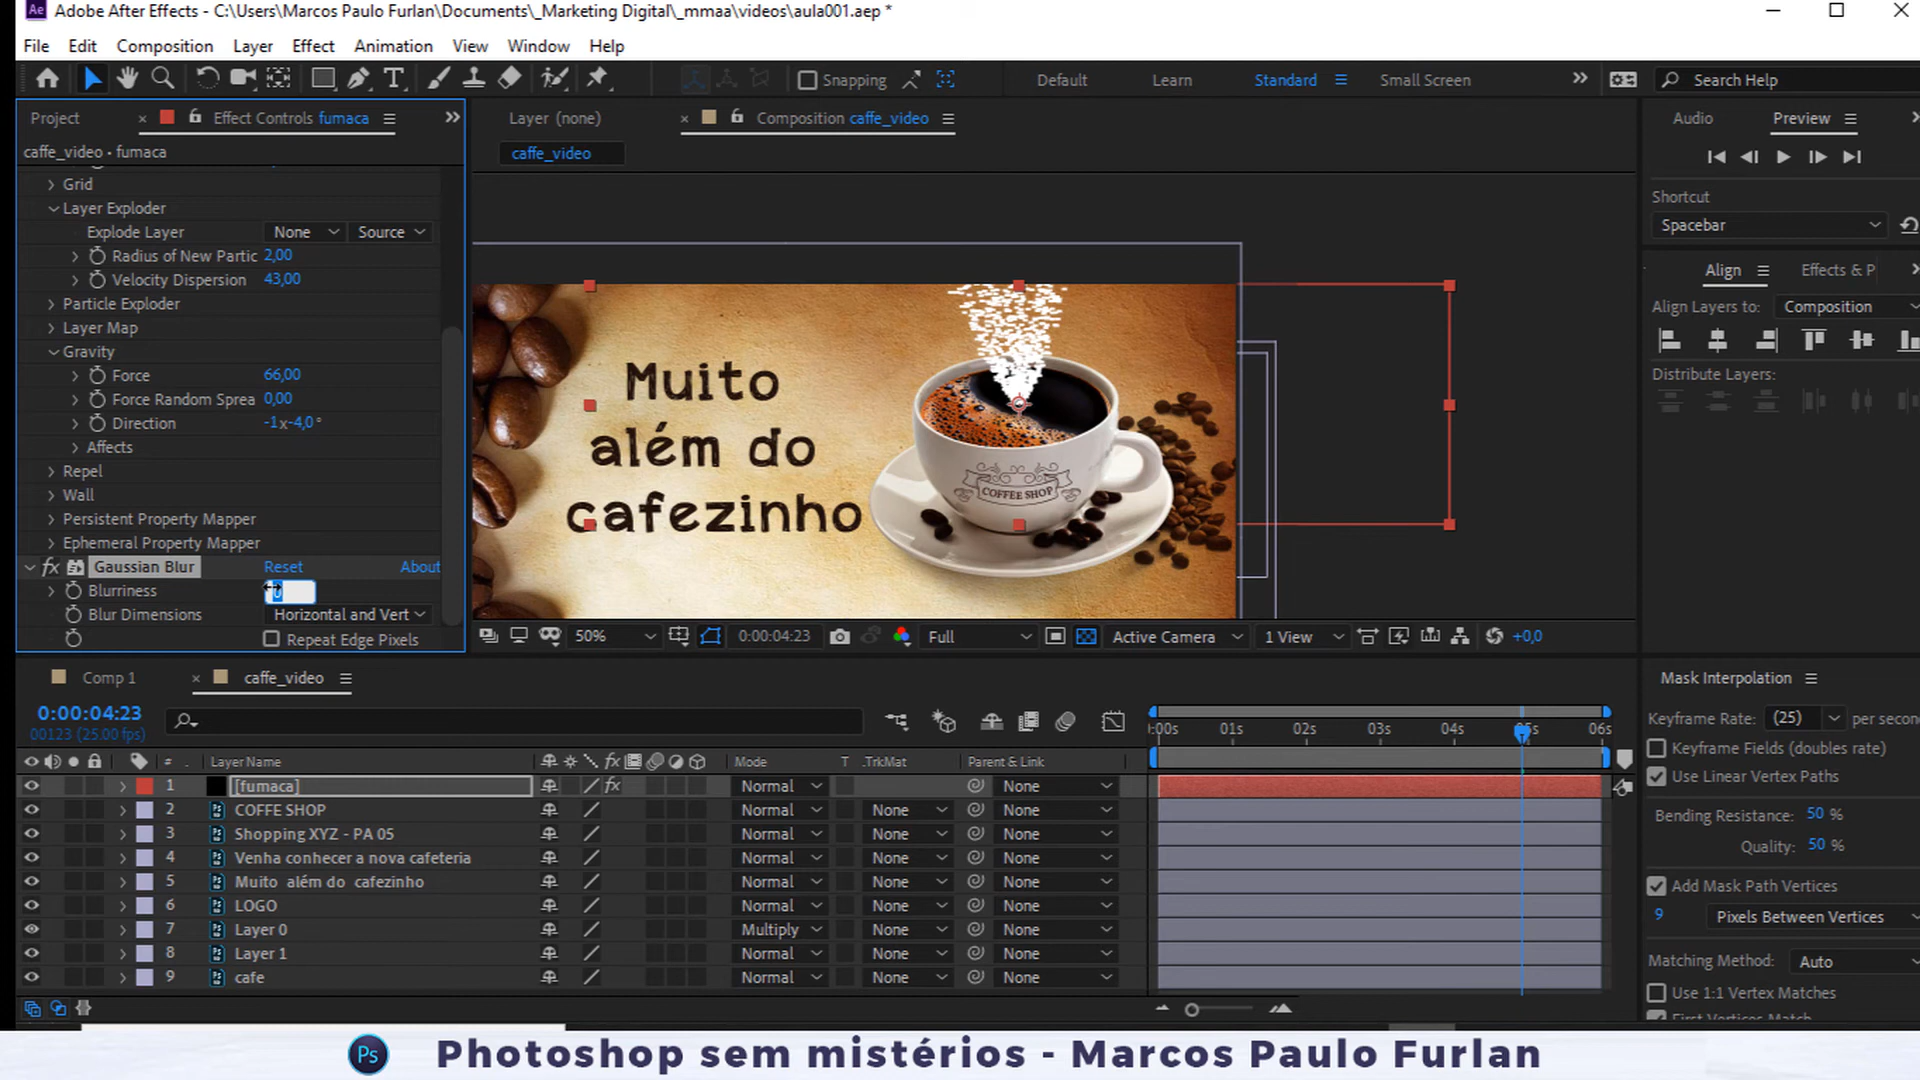 Adobe After Effects - C:\Users\Marcos Paulo Furlan\Documents\_Marketing Digital\_mmaa\videos\aula001.aep *
File Edit Composition Layer Effect Animation View Window Help
Snapping Default Learn Standard Small Screen Search Help
Project Effect Controls fumaca
Layer (none) Composition caffe_video
Audio Preview
caffe_video • fumaca
caffe_video
Grid
Layer Exploder
Explode Layer None Source
Radius of New Partic 2,00
Velocity Dispersion 43,00
Particle Exploder
Layer Map
Gravity
Force 66,00
Force Random Sprea 0,00
Direction -1x-4,0°
Affects
Repel
Wall
Persistent Property Mapper
Ephemeral Property Mapper
fx Gaussian Blur Reset About
Blurriness 0
Blur Dimensions Horizontal and Vert
Repeat Edge Pixels
Muito
além do
cafezinho
COFFEE SHOP
50% 0:00:04:23 Full Active Camera 1 View +0,0
Shortcut
Spacebar
Align Effects & P
Align Layers to: Composition
Distribute Layers:
Comp 1 caffe_video
0:00:04:23
00123 (25.00 fps)
:00s 01s 02s 03s 04s 05s 06s
# Layer Name fx Mode T .TrkMat Parent & Link
1 [fumaca] fx Normal None
2 COFFE SHOP Normal None None
3 Shopping XYZ - PA 05 Normal None None
4 Venha conhecer a nova cafeteria Normal None None
5 Muito além do cafezinho Normal None None
6 LOGO Normal None None
7 Layer 0 Multiply None None
8 Layer 1 Normal None None
9 cafe Normal None None
Mask Interpolation
Keyframe Rate: (25) per second
Keyframe Fields (doubles rate)
Use Linear Vertex Paths
Bending Resistance: 50 %
Quality: 50 %
Add Mask Path Vertices
9 Pixels Between Vertices
Matching Method: Auto
Use 1:1 Vertex Matches
First Vertices Match
Ps Photoshop sem mistérios - Marcos Paulo Furlan